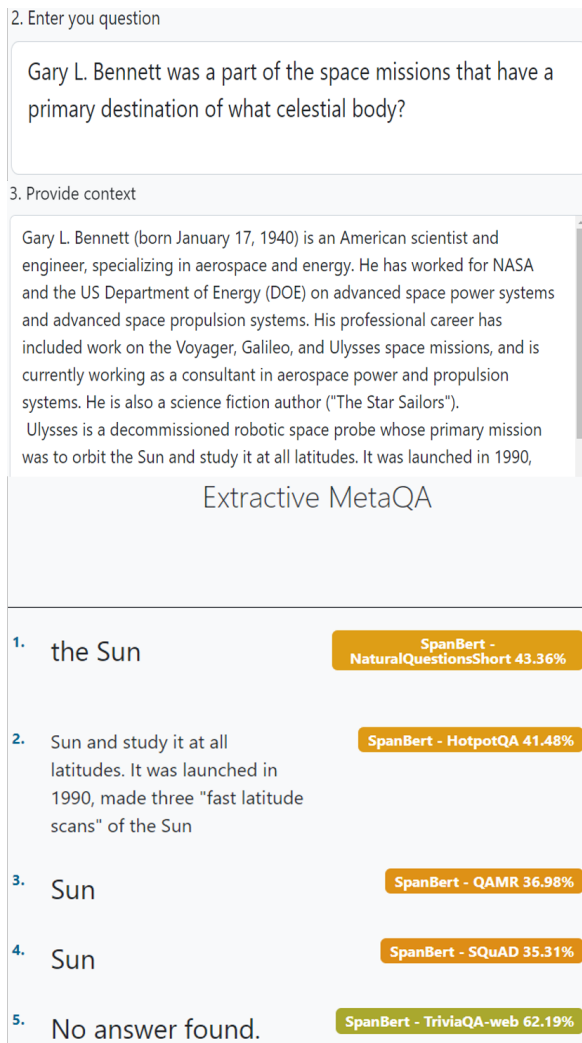 2. Enter you question
Gary L. Bennett was a part of the space missions that have a
primary destination of what celestial body?
3. Provide context
Gary L. Bennett (born January 17, 1940) is an American scientist and
engineer, specializing in aerospace and energy. He has worked for NASA
and the US Department of Energy (DOE) on advanced space power systems
and advanced space propulsion systems. His professional career has
included work on the Voyager, Galileo, and Ulysses space missions, and is
currently working as a consultant in aerospace power and propulsion
systems. He is also a science fiction author ("The Star Sailors").
Ulysses is a decommissioned robotic space probe whose primary mission
was to orbit the Sun and study it at all latitudes. It was launched in 1990,
Extractive MetaQA
1.
the Sun
SpanBert -
NaturalQuestionsShort 43.36%
2.
Sun and study it at all
latitudes. It was launched in
1990, made three "fast latitude
scans" of the Sun
SpanBert - HotpotQA 41.48%
3.
Sun
SpanBert - QAMR 36.98%
4.
Sun
SpanBert - SQuAD 35.31%
5.
No answer found.
SpanBert - TriviaQA-web 62.19%